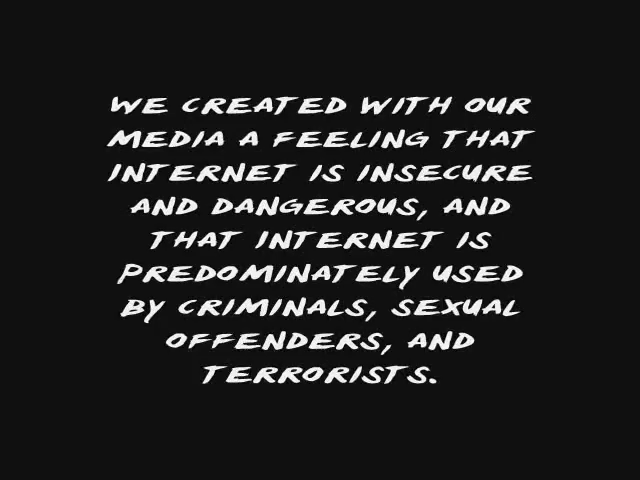 WE CREATED WITH OUR
MEDIA A FEELING THAT
INTERNET IS INSECURE
AND DANGEROUS, AND
THAT INTERNET IS
PREDOMINATELY USED
BY CRIMINALS, SEXUAL
OFFENDERS, AND
TERRORISTS.